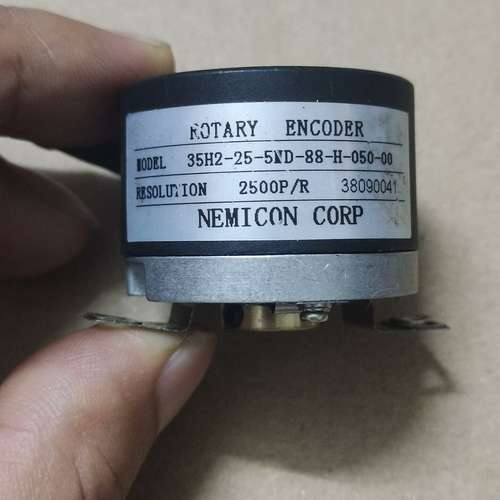 ROTARY ENCODER
MODEL 35H2-25-5ND-88-H-050-00
RESOLUTION 2500P/R 38090041
NEMICON CORP